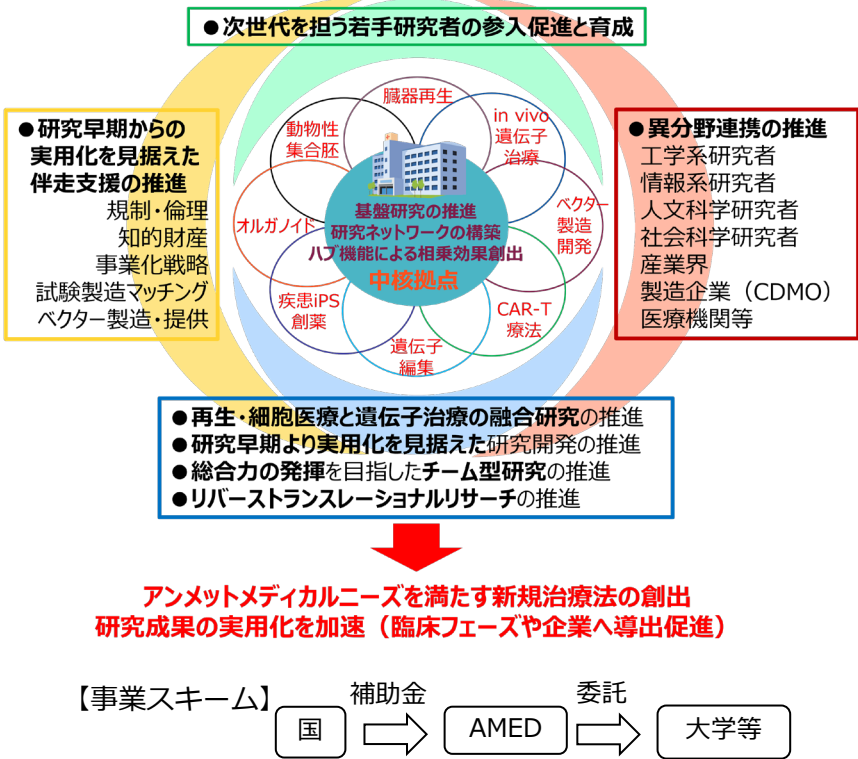 ●次世代を担う若手研究者の参入促進と育成
●研究早期からの
実用化を見据えた
伴走支援の推進
規制・倫理
知的財産
事業化戦略
試験製造マッチング
ベクター製造・提供
臓器再生
in vivo
遺伝子
治療
ベクター
製造
開発
CAR-T
療法
遺伝子
編集
疾患iPS
創薬
オルガノイド
動物性
集合胚
基盤研究の推進
研究ネットワークの構築
ハブ機能による相乗効果創出
中核拠点
●異分野連携の推進
工学系研究者
情報系研究者
人文科学研究者
社会科学研究者
産業界
製造企業（CDMO）
医療機関等
●再生・細胞医療と遺伝子治療の融合研究の推進
●研究早期より実用化を見据えた研究開発の推進
●総合力の発揮を目指したチーム型研究の推進
●リバーストランスレーショナルリサーチの推進
アンメットメディカルニーズを満たす新規治療法の創出
研究成果の実用化を加速（臨床フェーズや企業へ導出促進）
【事業スキーム】
国
補助金
AMED
委託
大学等